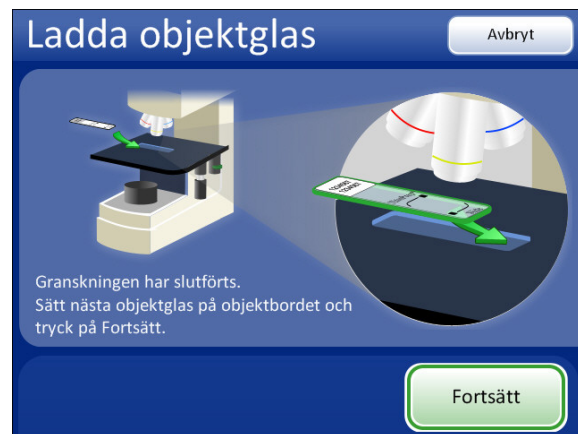 Ladda objektglas
Avbryt
Granskningen har slutförts.
Sätt nästa objektglas på objektbordet och
tryck på Fortsätt.
Fortsätt